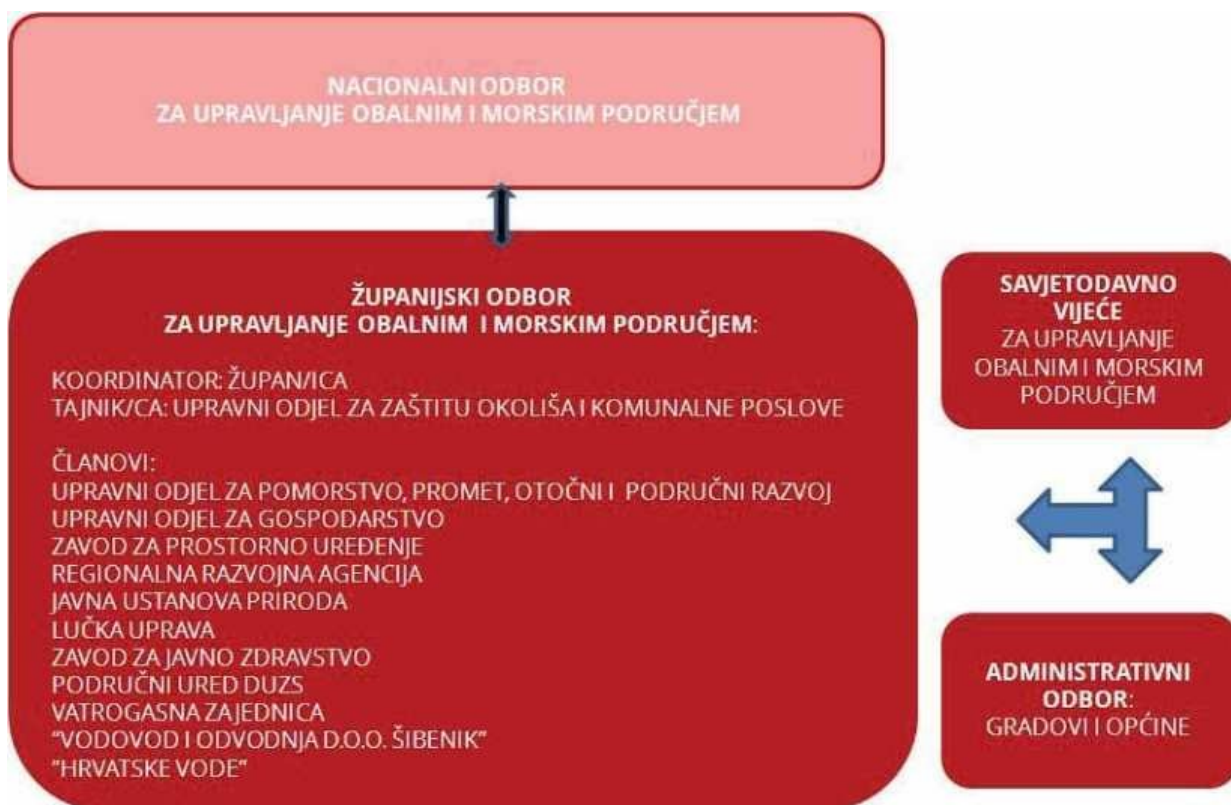 NACIONALNI ODBOR
ZA UPRAVLJANJE OBALNIM I MORSKIM PODRUČJEM
ŽUPANIJSKI ODBOR
ZA UPRAVLJANJE OBALNIM I MORSKIM PODRUČJEM:
KOORDINATOR: ŽUPAN/ICA
TAJNIK/CA: UPRAVNI ODJEL ZA ZAŠTITU OKOLIŠA I KOMUNALNE POSLOVE
ČLANOVI:
UPRAVNI ODJEL ZA POMORSTVO, PROMET, OTOČNI I PODRUČNI RAZVOJ
UPRAVNI ODJEL ZA GOSPODARSTVO
ZAVOD ZA PROSTORNO UREĐENJE
REGIONALNA RAZVOJNA AGENCIJA
JAVNA USTANOVA PRIRODA
LUČKA UPRAVA
ZAVOD ZA JAVNO ZDRAVSTVO
PODRUČNI URED DUZS
VATROGASNA ZAJEDNICA
"VODOVOD I ODVODNJA D.O.O. ŠIBENIK"
"HRVATSKE VODE"
SAVJETODAVNO
VIJEĆE
ZA UPRAVLJANJE
OBALNIM I MORSKIM
PODRUČJEM
ADMINISTRATIVNI
ODBOR:
GRADOVI I OPĆINE